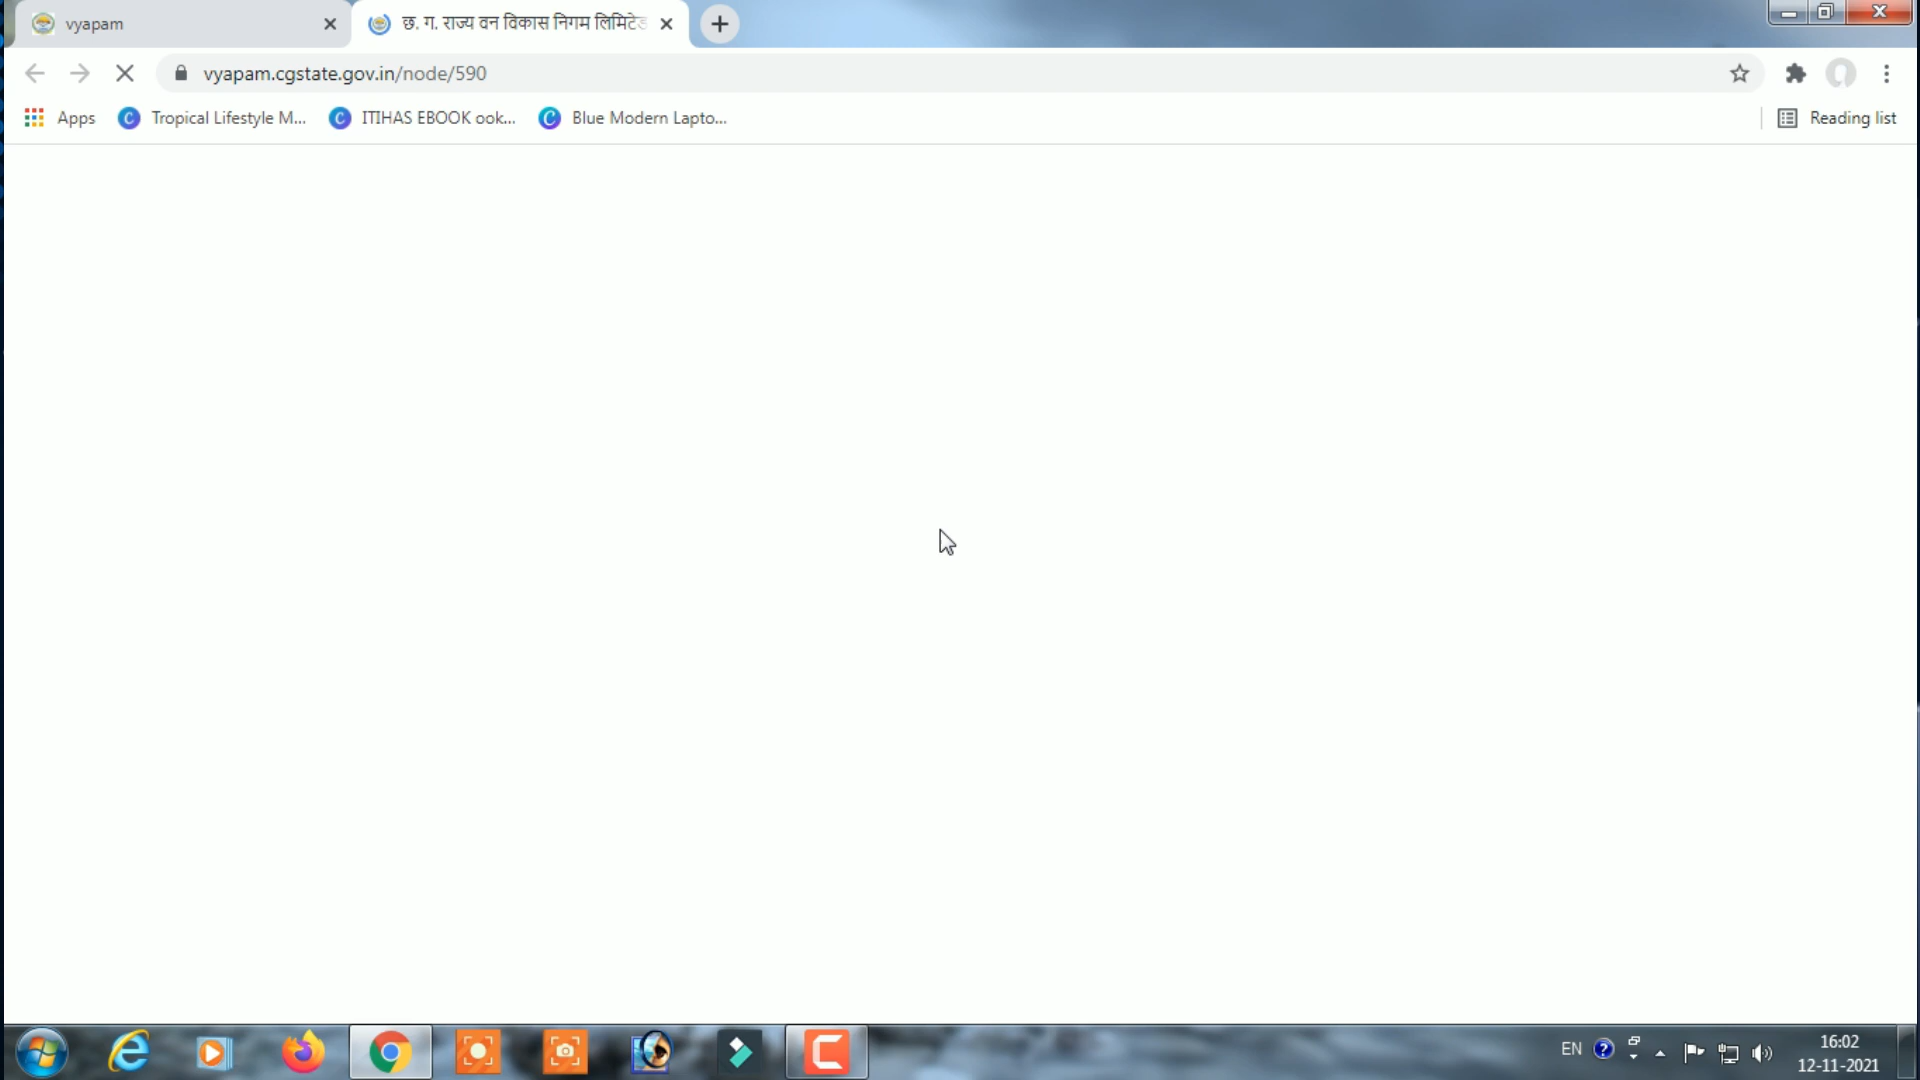 vyapam
छ. ग. राज्य वन विकास निगम लिमिटेड
vyapam.cgstate.gov.in/node/590
Apps
Tropical Lifestyle M...
ITIHAS EBOOK ook...
Blue Modern Lapto...
Reading list
EN
16:02
12-11-2021